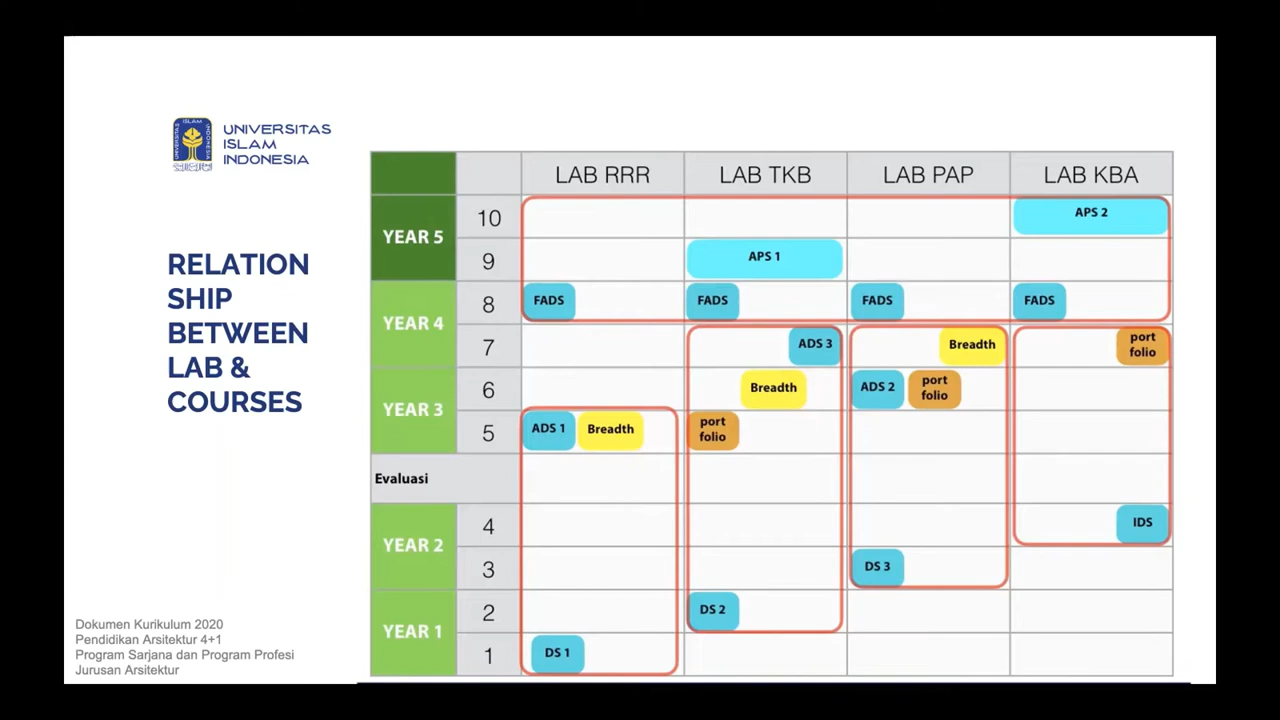 UNIVERSITAS
ISLAM
INDONESIA
RELATION
SHIP
BETWEEN
LAB &
COURSES
Dokumen Kurikulum 2020
Pendidikan Arsitektur 4+1
Program Sarjana dan Program Profesi
Jurusan Arsitektur
LAB RRR LAB TKB LAB PAP LAB KBA
YEAR 5
10 APS 2
9 APS 1
YEAR 4
8 FADS FADS FADS FADS
7 ADS 3 Breadth port
folio
YEAR 3
6 Breadth ADS 2 port
folio
5 ADS 1 Breadth port
folio
Evaluasi
YEAR 2
4 IDS
3 DS 3
YEAR 1
2 DS 2
1 DS 1